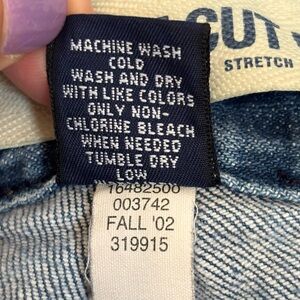 CUT
STRETCH
MACHINE WASH
COLD
WASH AND DRY
WITH LIKE COLORS
ONLY NON-
CHLORINE BLEACH
WHEN NEEDED
TUMBLE DRY
LOW
16482500
003742
FALL '02
319915